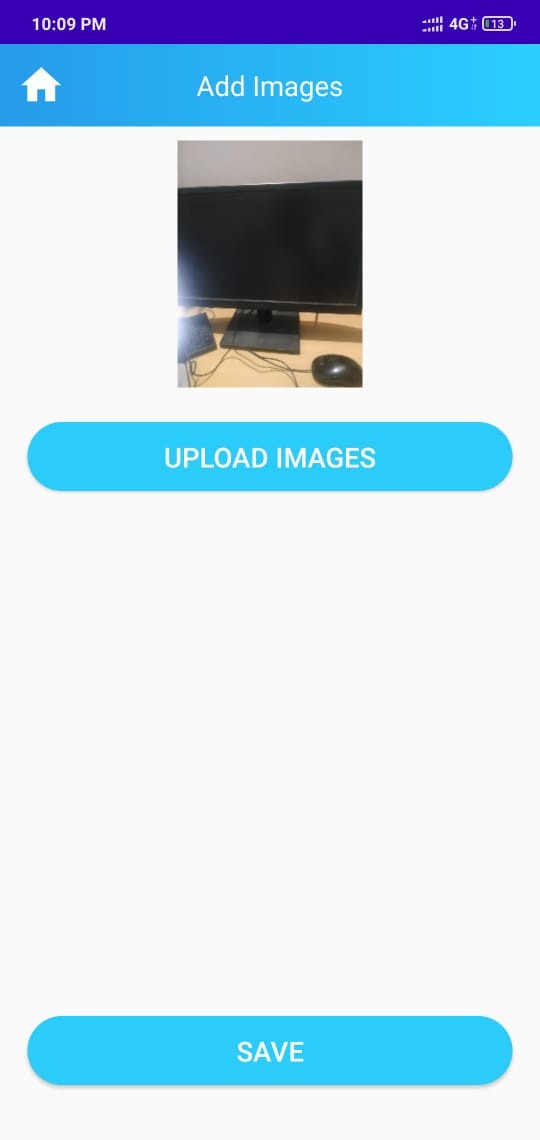 10:09 PM 4G+ 13
Add Images
UPLOAD IMAGES
SAVE